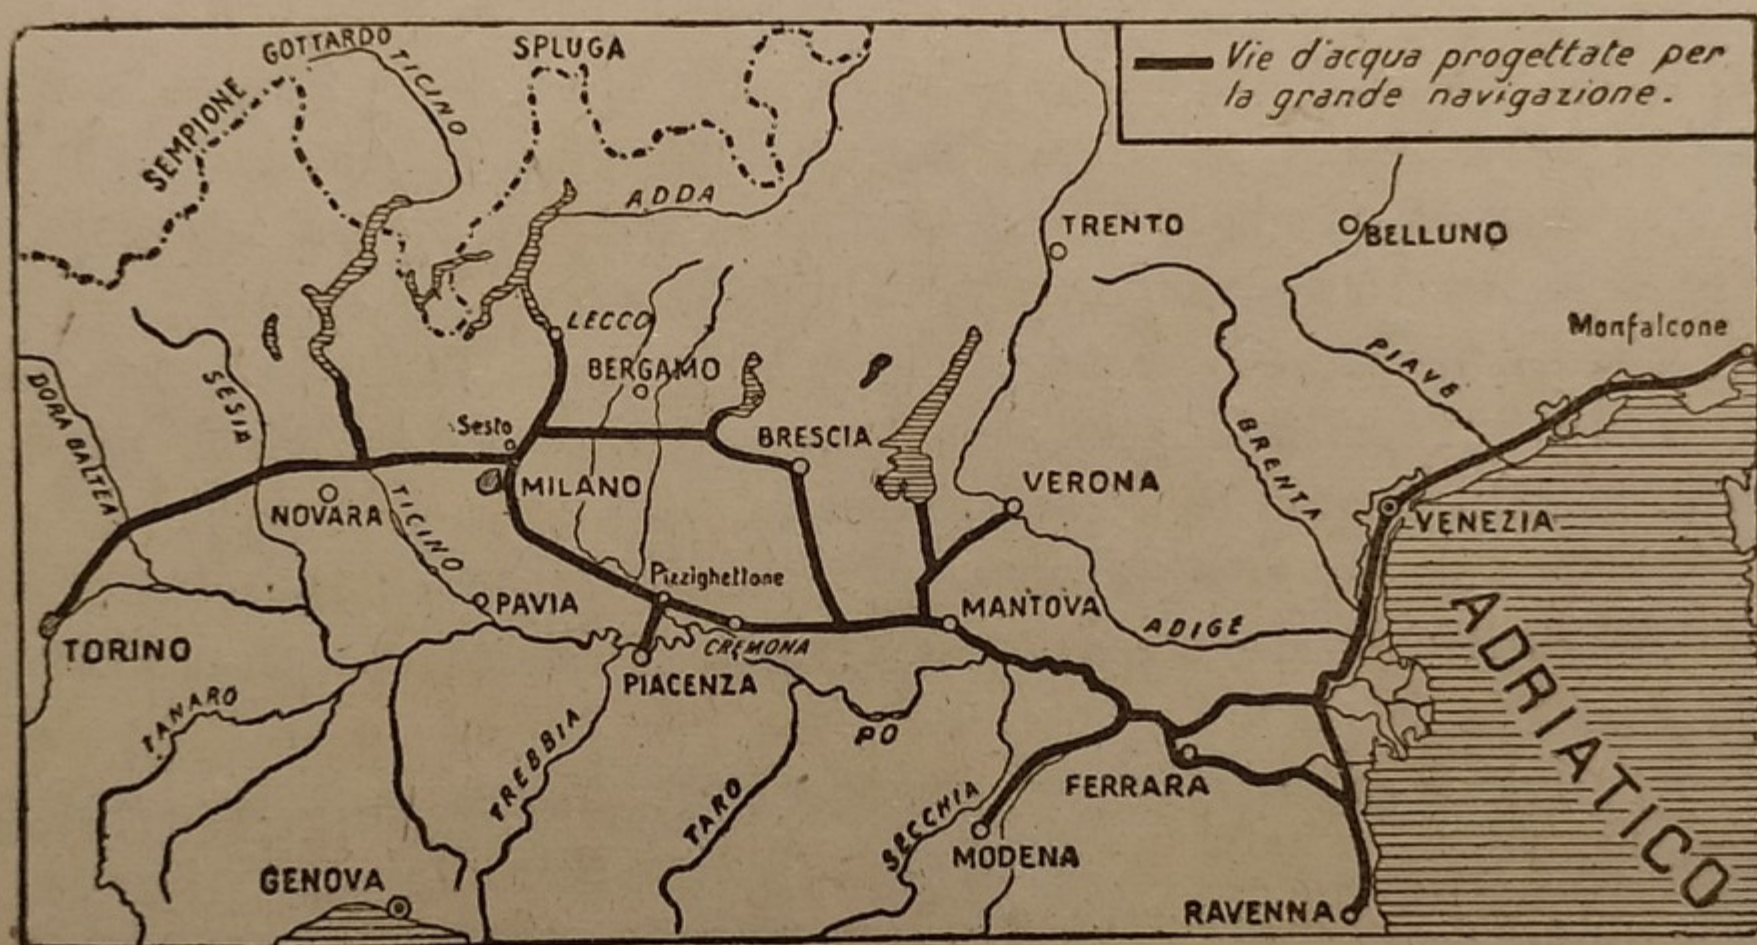 GOTTARDO
TICINO
SPLUGA
SEMPIONE
Vie d'acqua progettate per
la grande navigazione.
ADDA
TRENTO
BELLUNO
Monfalcone
LECCO
BERGAMO
PIAVE
DORA BALTEA
SESIA
Sesto
BRESCIA
BRENTA
MILANO
VERONA
NOVARA
TICINO
VENEZIA
Pizzighettone
PAVIA
MANTOVA
ADIGE
TORINO
CREMONA
PIACENZA
ADRIATICO
TANARO
TREBBIA
PO
TARO
FERRARA
SECCHIA
MODENA
GENOVA
RAVENNA